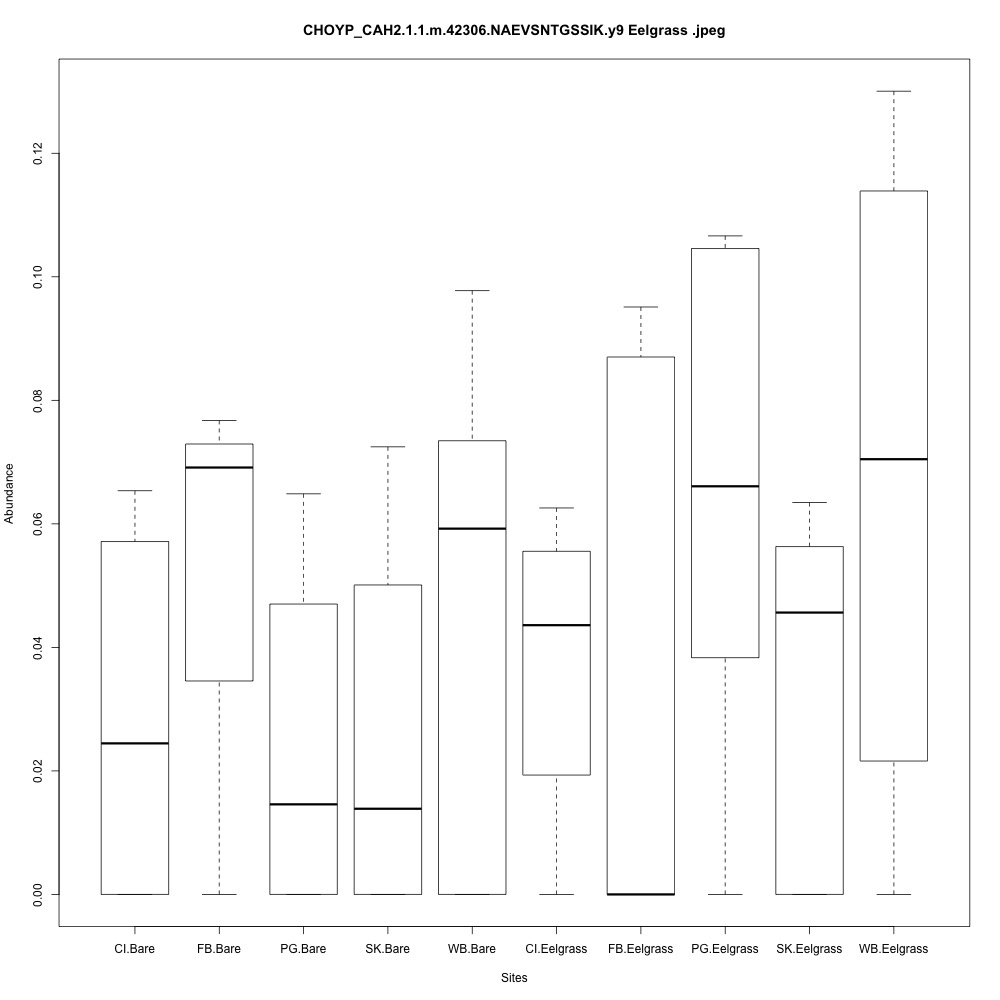 CHOYP_CAH2.1.1.m.42306.NAEVSNTGSSIK.y9 Eelgrass .jpeg
Abundance
0.12
0.10
0.08
0.06
0.04
0.02
0.00
CI.Bare FB.Bare PG.Bare SK.Bare WB.Bare CI.Eelgrass FB.Eelgrass PG.Eelgrass SK.Eelgrass WB.Eelgrass
Sites